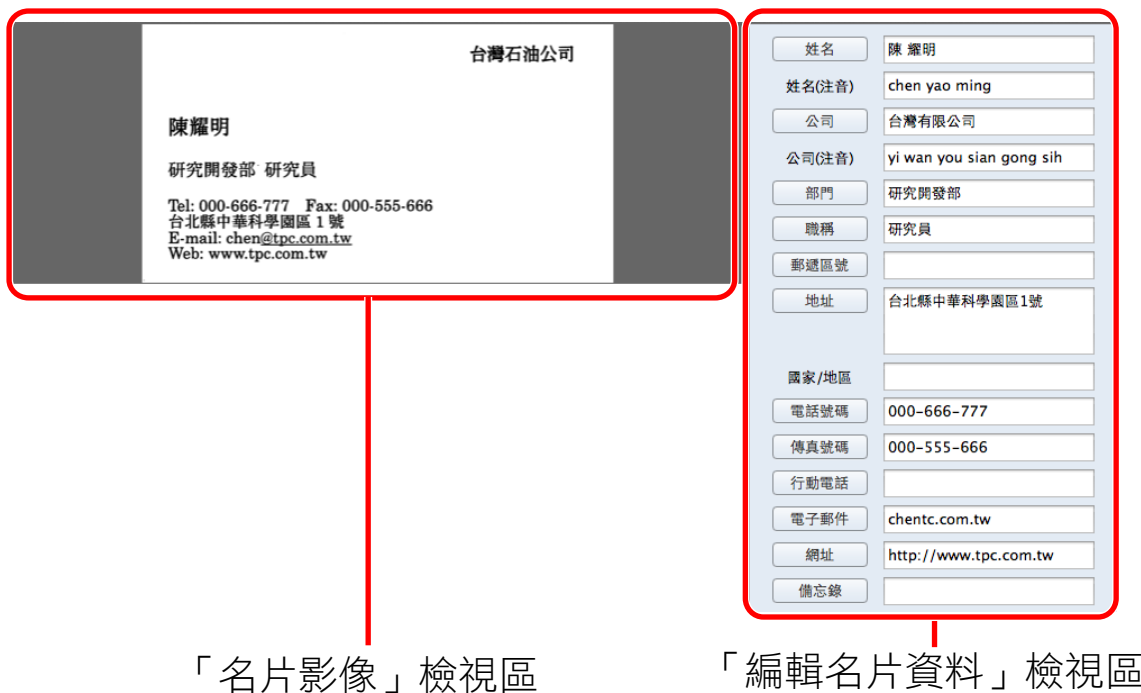 台灣石油公司
陳耀明
研究開發部 研究員
Tel: 000-666-777 Fax: 000-555-666
台北縣中華科學園區 1 號
E-mail: chen@tpc.com.tw
Web: www.tpc.com.tw
姓名 陳 耀明
姓名(注音) chen yao ming
公司 台灣有限公司
公司(注音) yi wan you sian gong sih
部門 研究開發部
職稱 研究員
郵遞區號
地址 台北縣中華科學園區1號
國家/地區
電話號碼 000-666-777
傳真號碼 000-555-666
行動電話
電子郵件 chentc.com.tw
網址 http://www.tpc.com.tw
備忘錄
「名片影像」檢視區
「編輯名片資料」檢視區